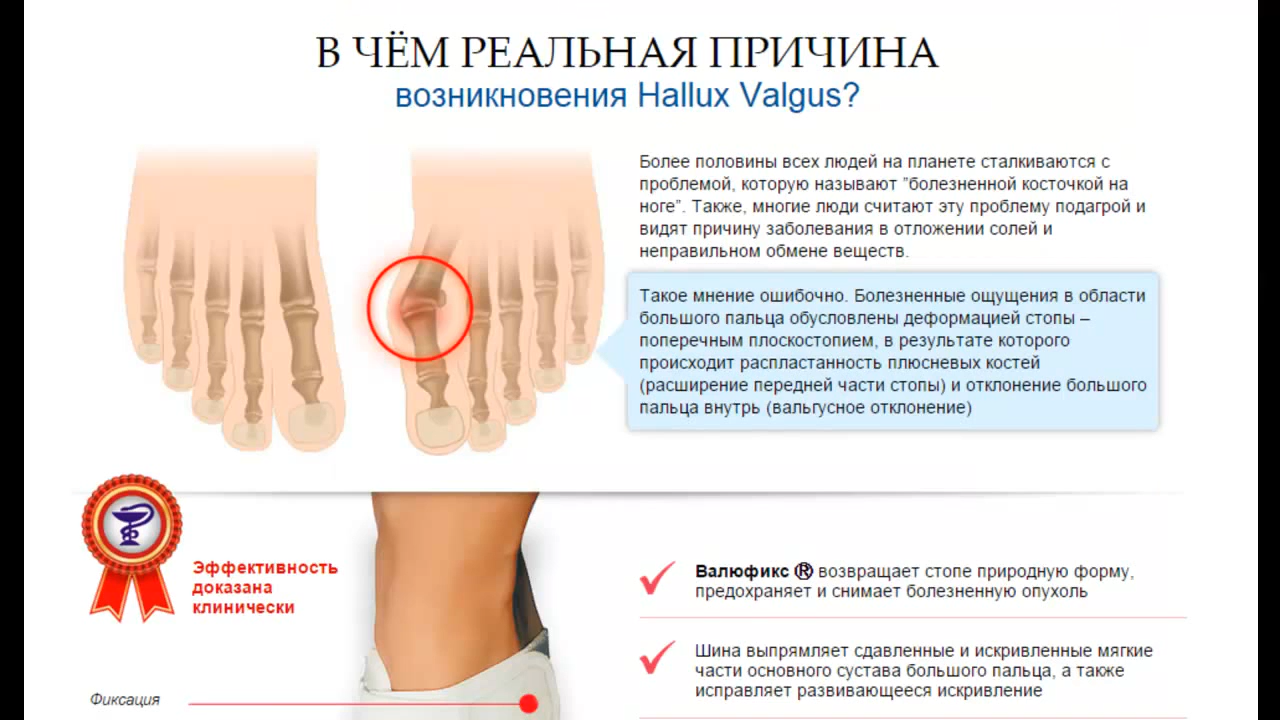 В ЧЁМ РЕАЛЬНАЯ ПРИЧИНА
возникновения Hallux Valgus?
Более половины всех людей на планете сталкиваются с
проблемой, которую называют "болезненной косточкой на
ноге". Также, многие люди считают эту проблему подагрой и
видят причину заболевания в отложении солей и
неправильном обмене веществ.
Такое мнение ошибочно. Болезненные ощущения в области
большого пальца обусловлены деформацией стопы –
поперечным плоскостопием, в результате которого
происходит распластанность плюсневых костей
(расширение передней части стопы) и отклонение большого
пальца внутрь (вальгусное отклонение)
Эффективность
доказана
клинически
Валюфикс ® возвращает стопе природную форму,
предохраняет и снимает болезненную опухоль
Шина выпрямляет сдавленные и искривленные мягкие
части основного сустава большого пальца, а также
исправляет развивающееся искривление
Фиксация